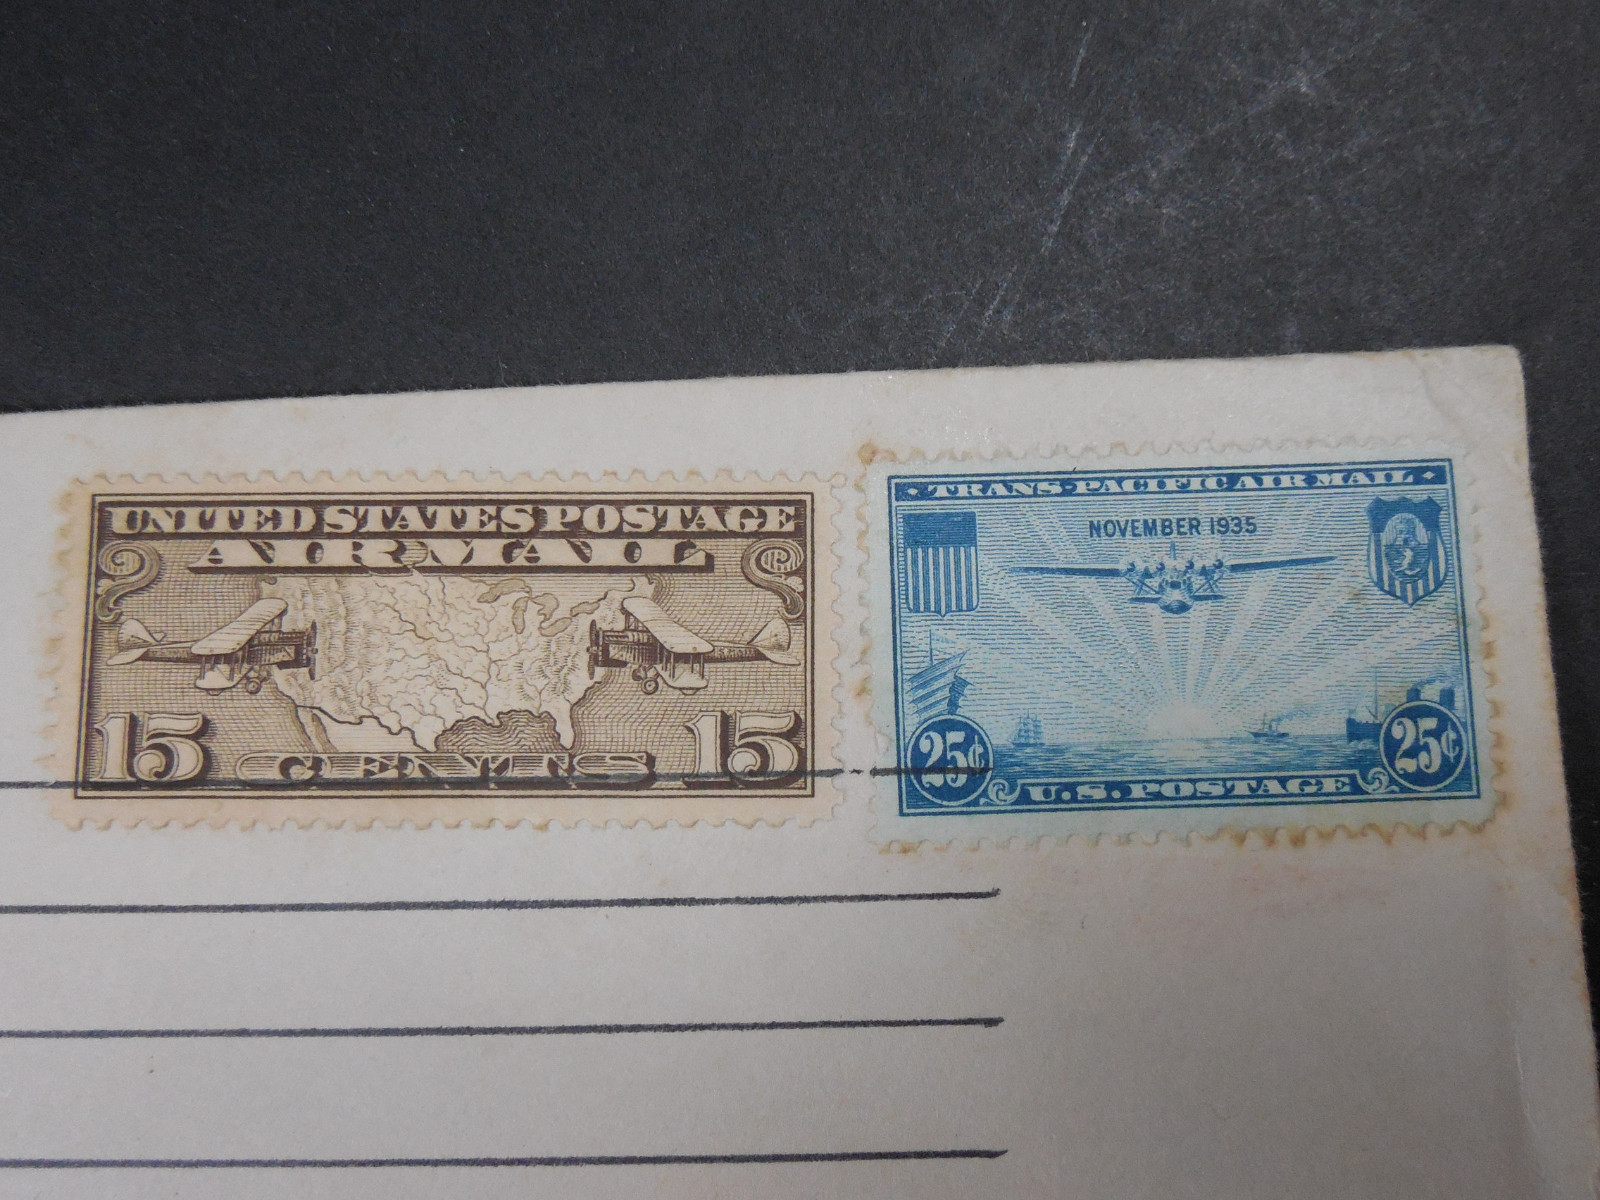 UNITED STATES POSTAGE
AIR MAIL
15 CENTS 15
TRANS-PACIFIC AIR MAIL
NOVEMBER 1935
25¢ 25¢
U.S. POSTAGE